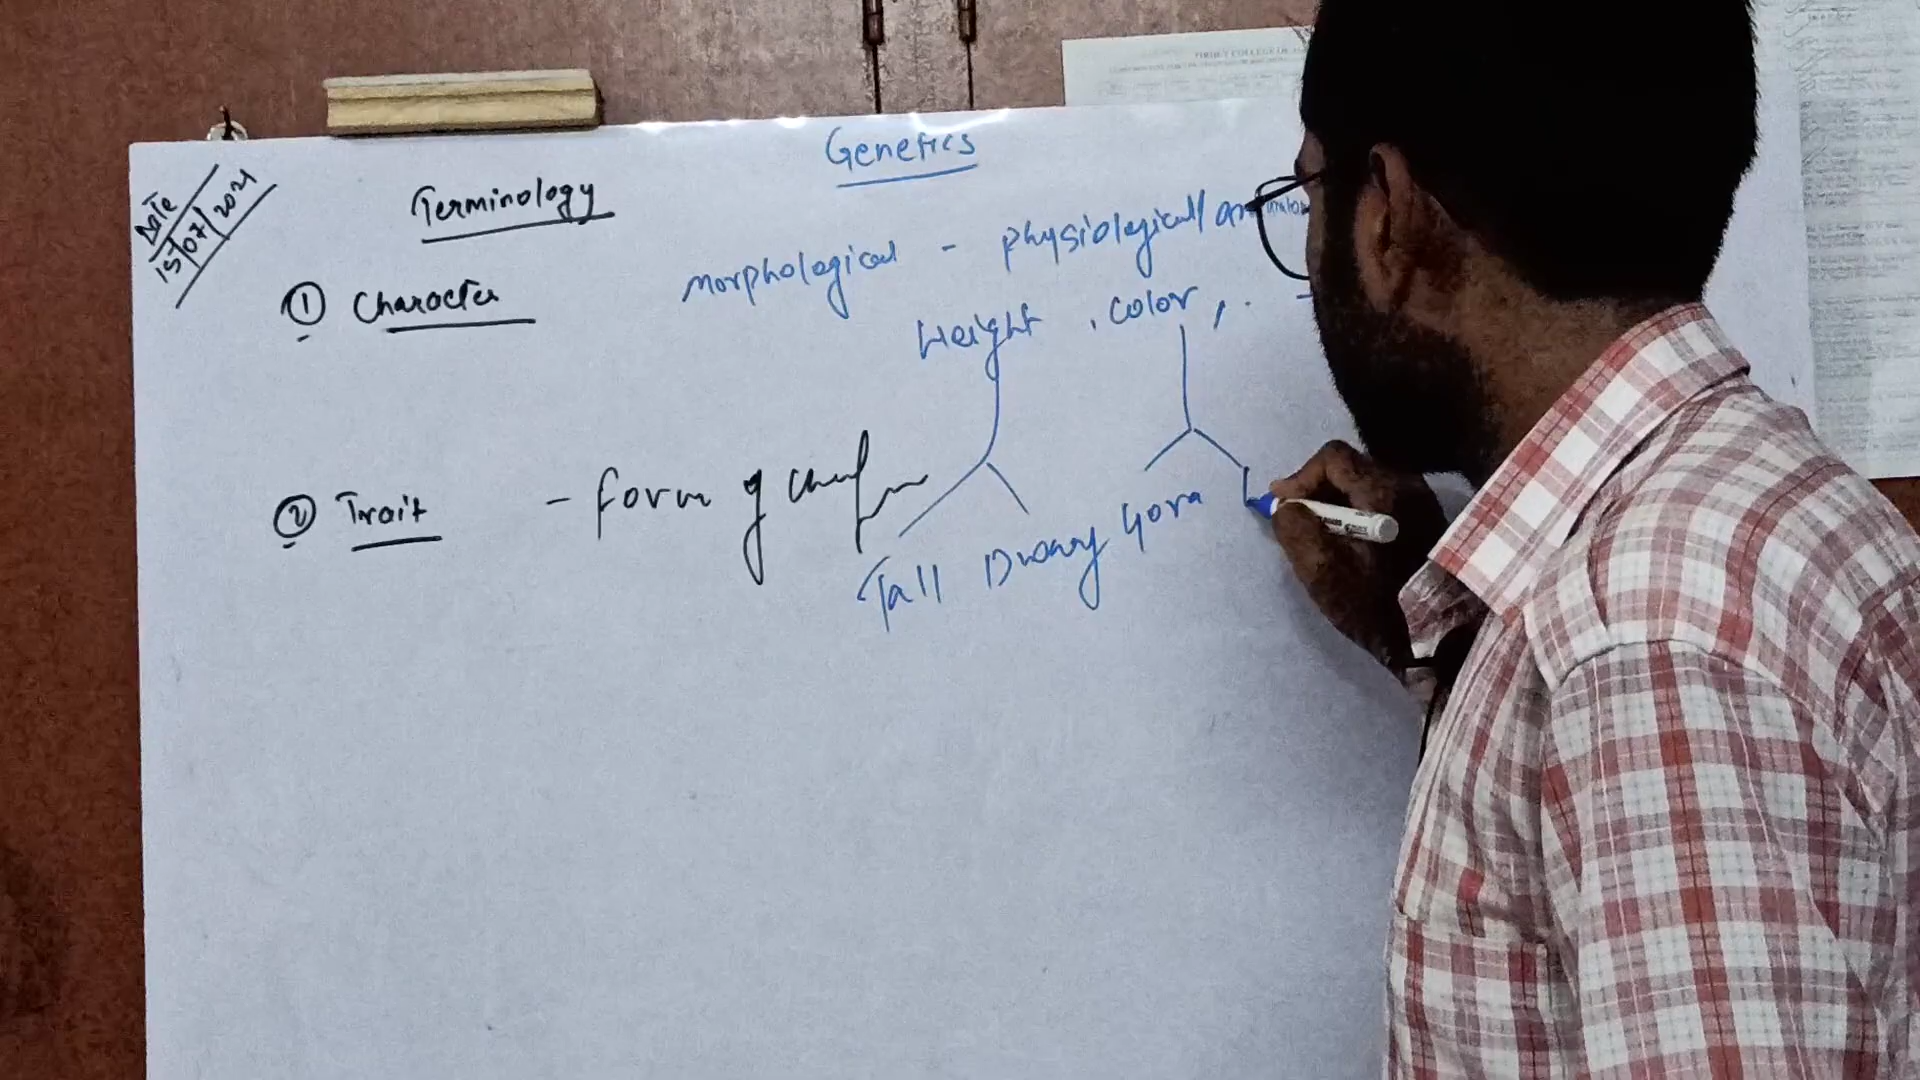 Genetics
Date
15/07/2021
Terminology
① Character
morphological - physiological/
Height , color , .
② Trait - form of
Tall Dwarf Gora